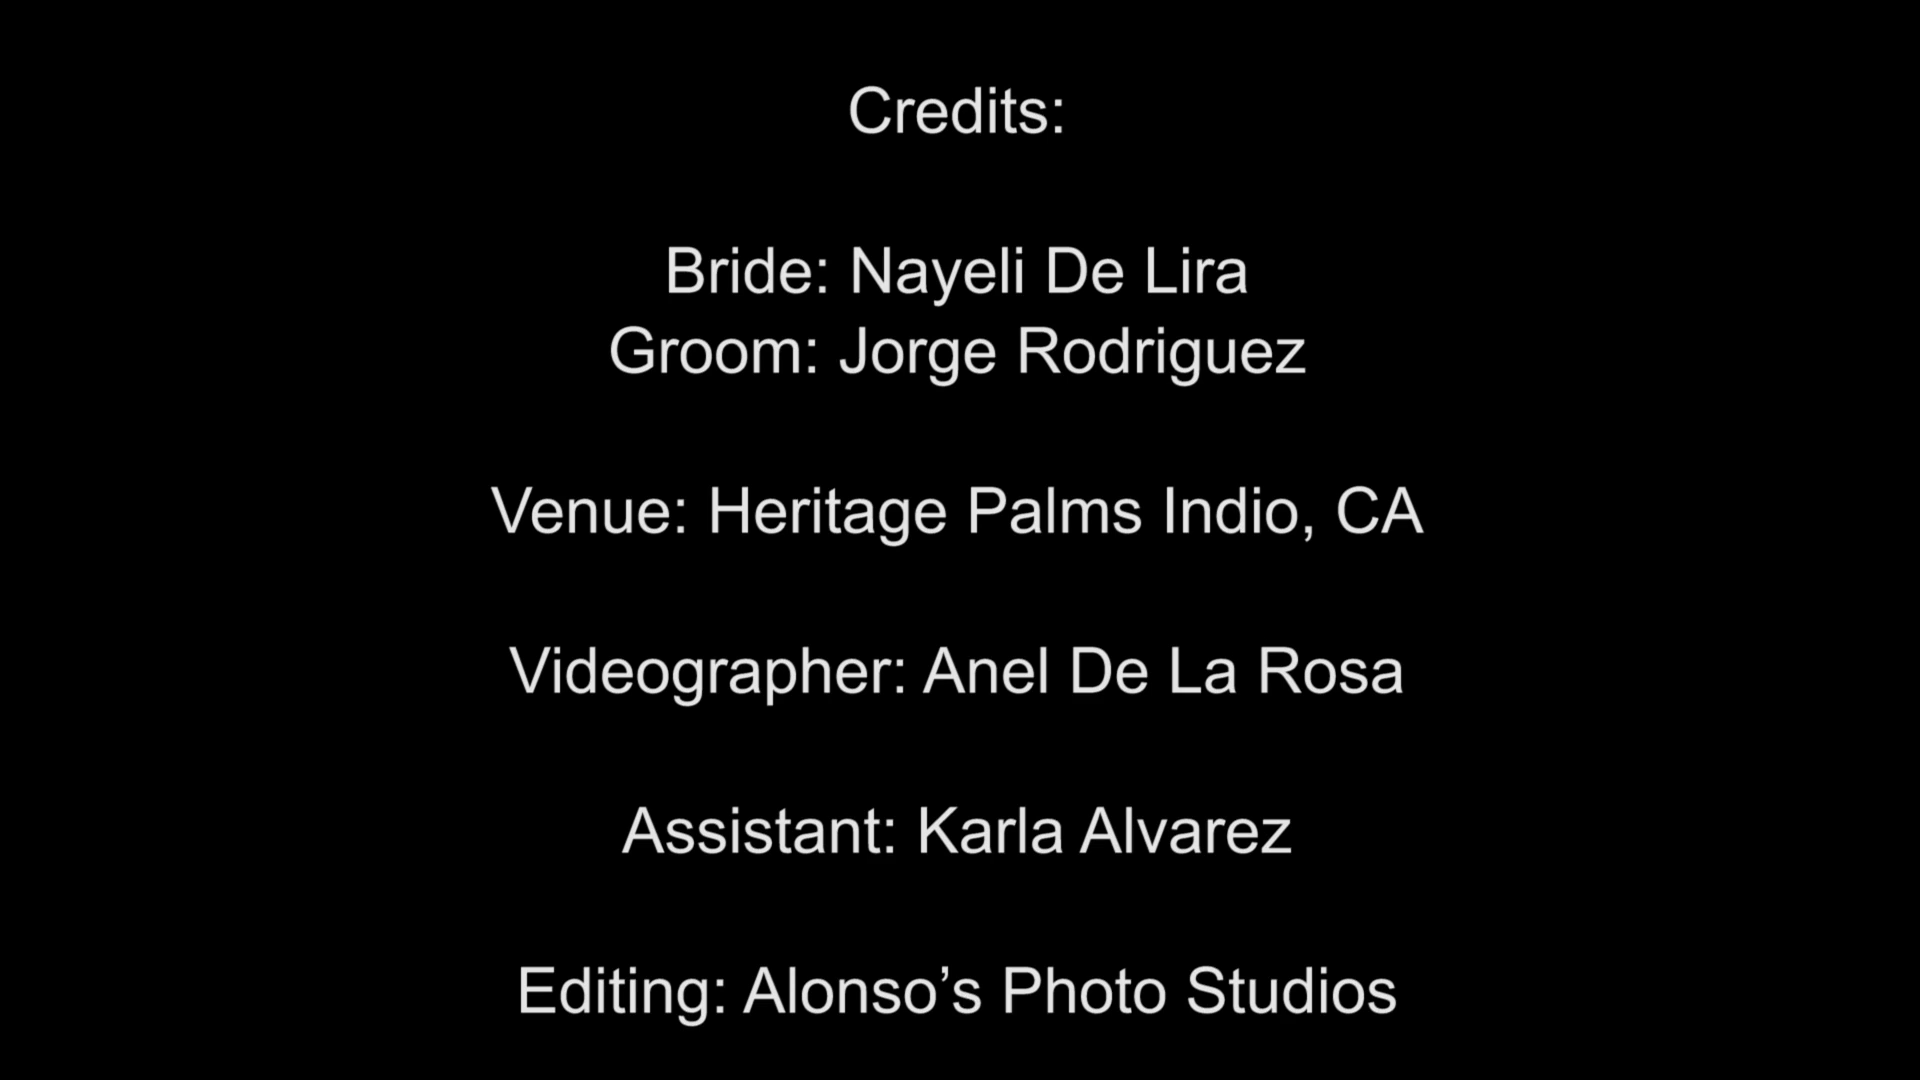 Credits:
Bride: Nayeli De Lira
Groom: Jorge Rodriguez
Venue: Heritage Palms Indio, CA
Videographer: Anel De La Rosa
Assistant: Karla Alvarez
Editing: Alonso’s Photo Studios